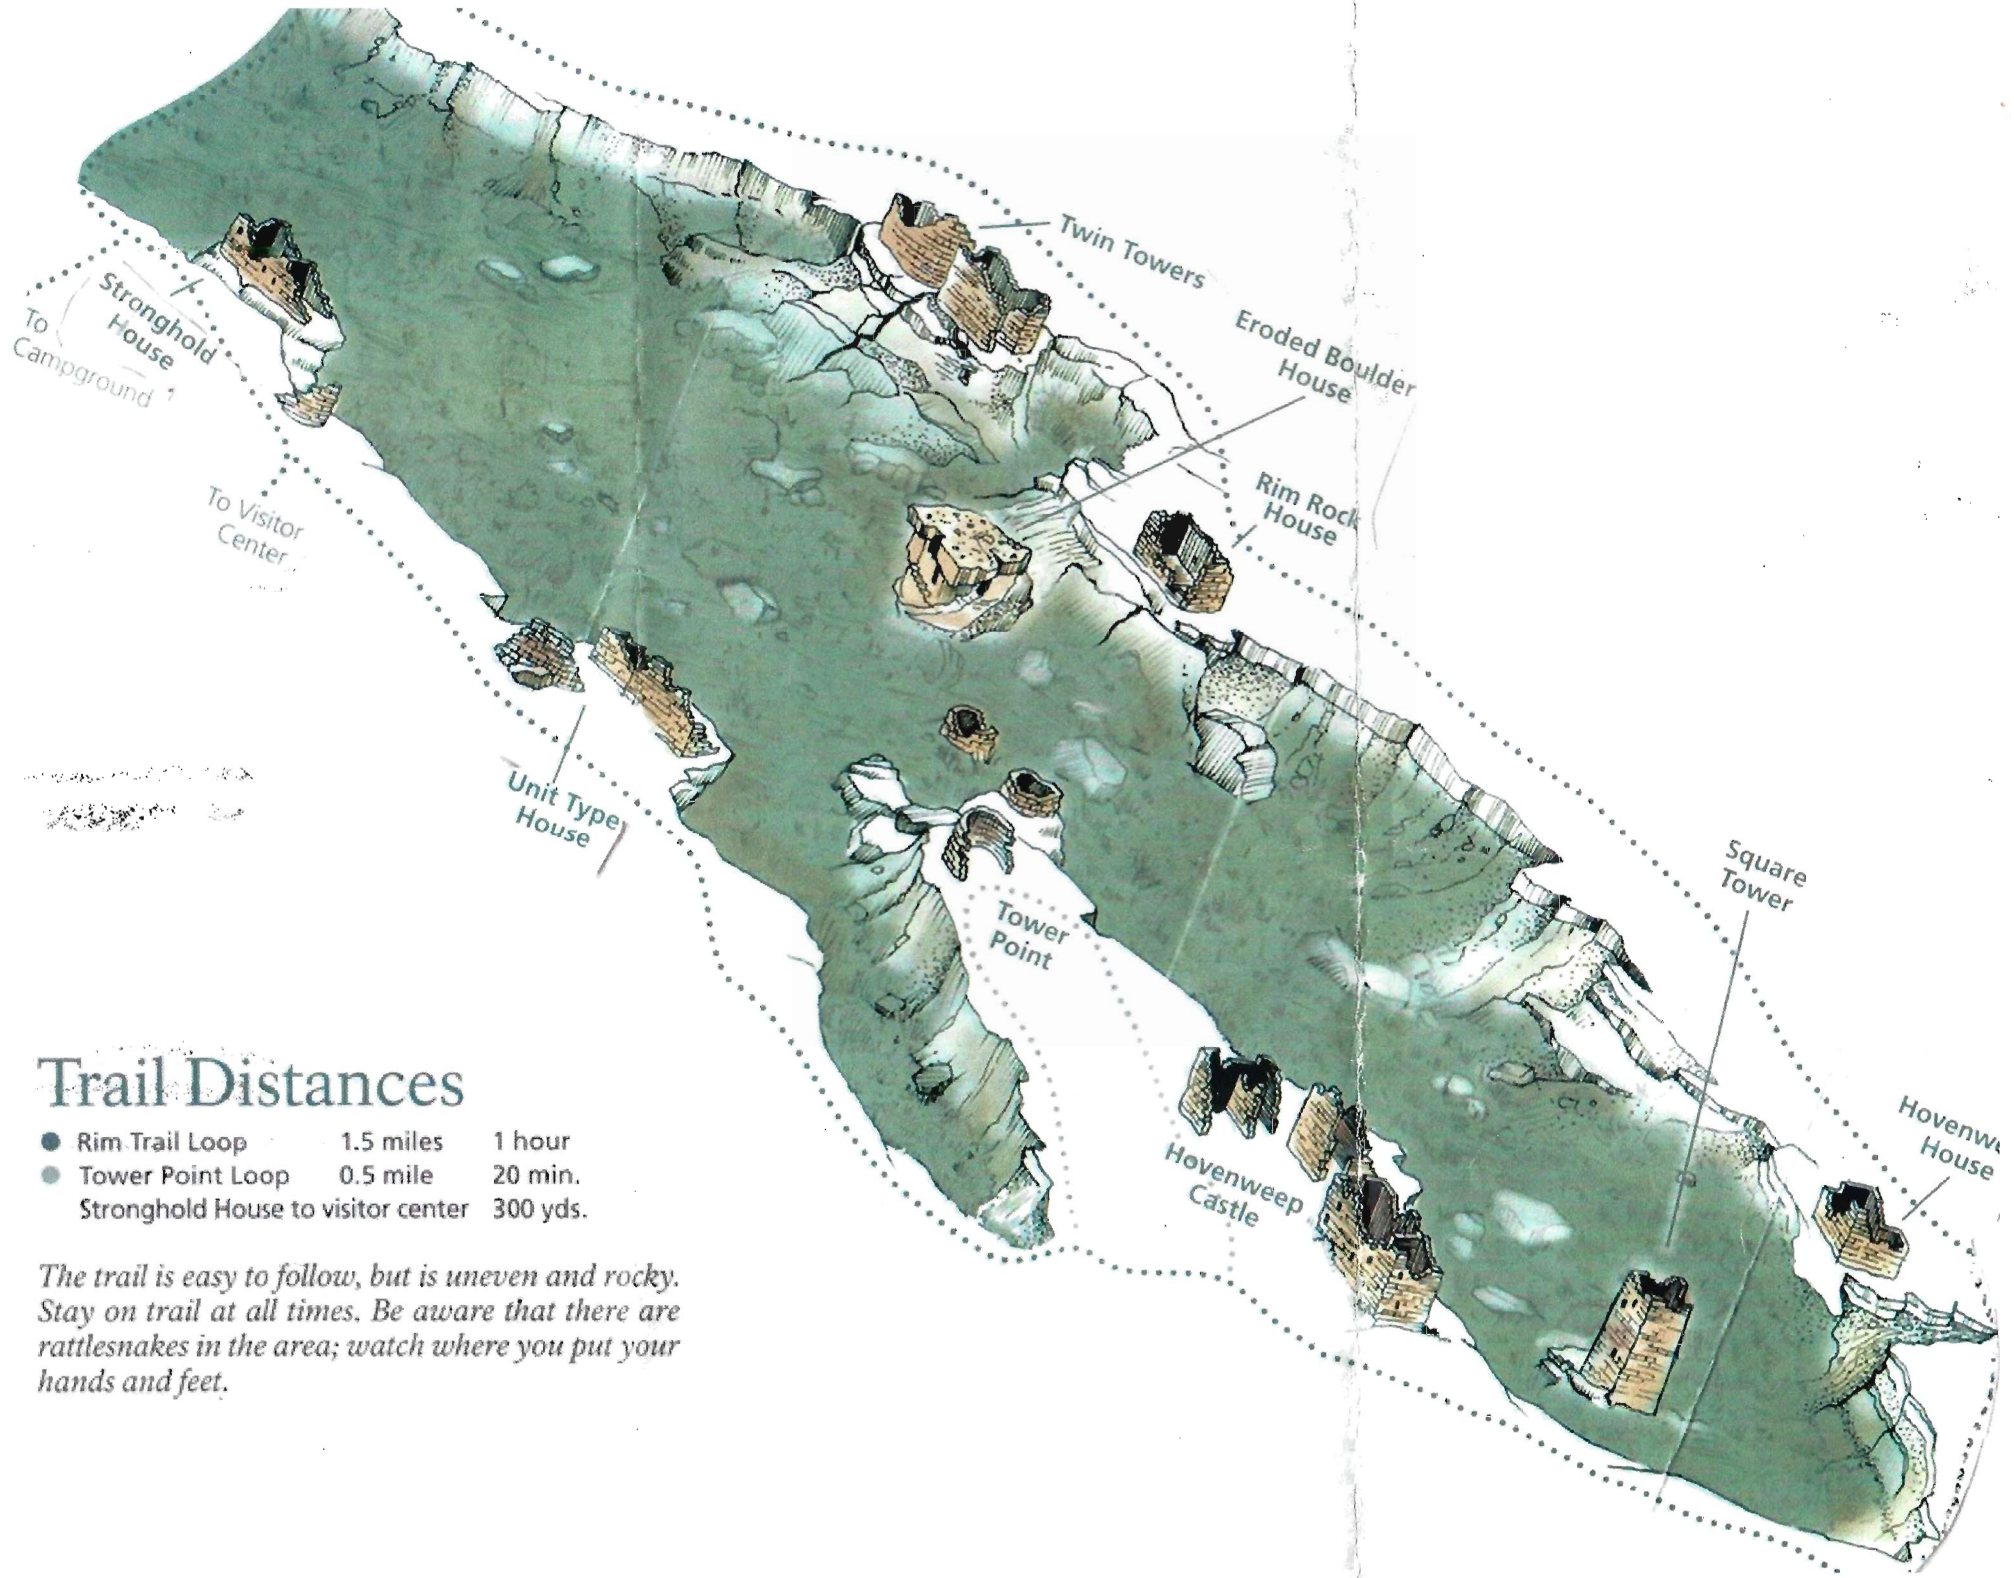 Twin Towers
Eroded Boulder
House
Rim Rock
House
Stronghold
House
To
Campground
To Visitor
Center
Unit Type
House
Tower
Point
Square
Tower
Hovenweep
Castle
Hovenwe
House
Trail Distances
Rim Trail Loop 1.5 miles 1 hour
Tower Point Loop 0.5 mile 20 min.
Stronghold House to visitor center 300 yds.
The trail is easy to follow, but is uneven and rocky.
Stay on trail at all times. Be aware that there are
rattlesnakes in the area; watch where you put your
hands and feet.